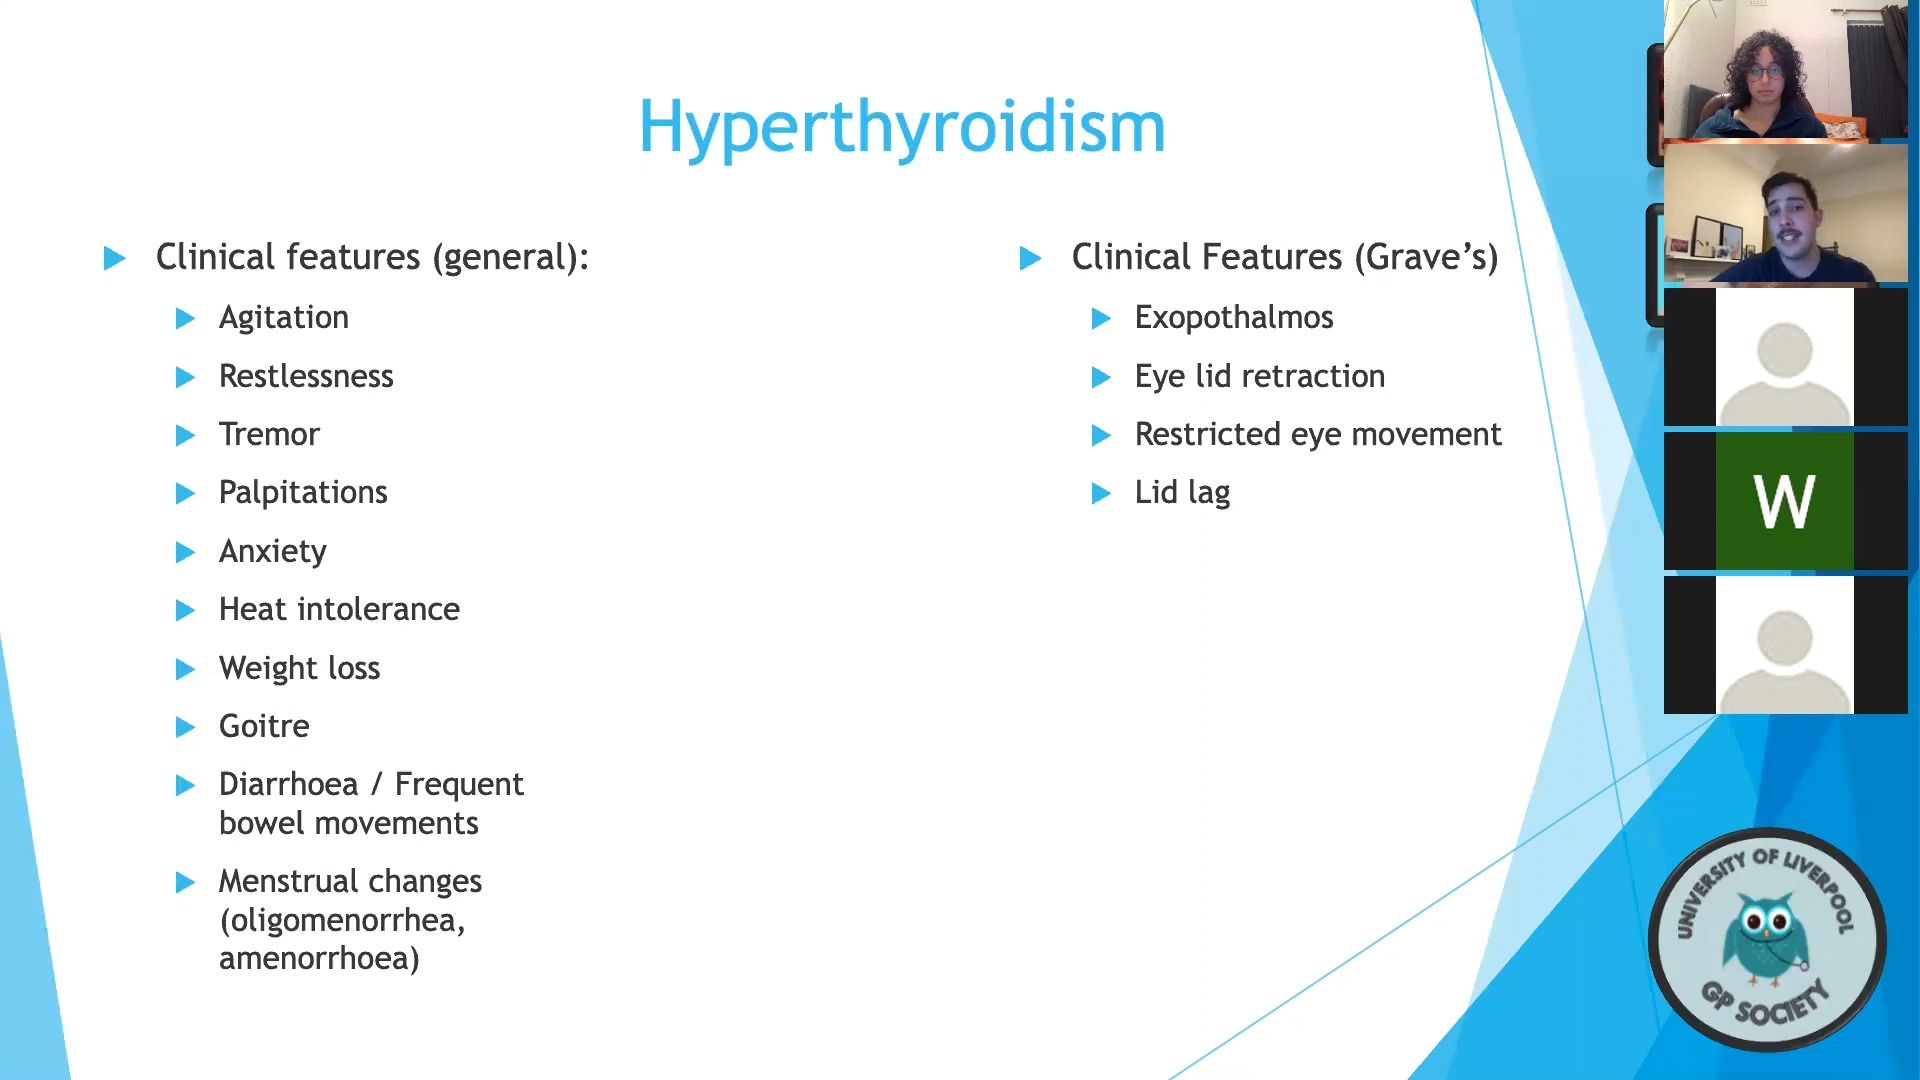 Hyperthyroidism
Clinical features (general):
Agitation
Restlessness
Tremor
Palpitations
Anxiety
Heat intolerance
Weight loss
Goitre
Diarrhoea / Frequent
bowel movements
Menstrual changes
(oligomenorrhea,
amenorrhoea)
Clinical Features (Grave’s)
Exopothalmos
Eye lid retraction
Restricted eye movement
Lid lag
W
UNIVERSITY OF LIVERPOOL
GP SOCIETY